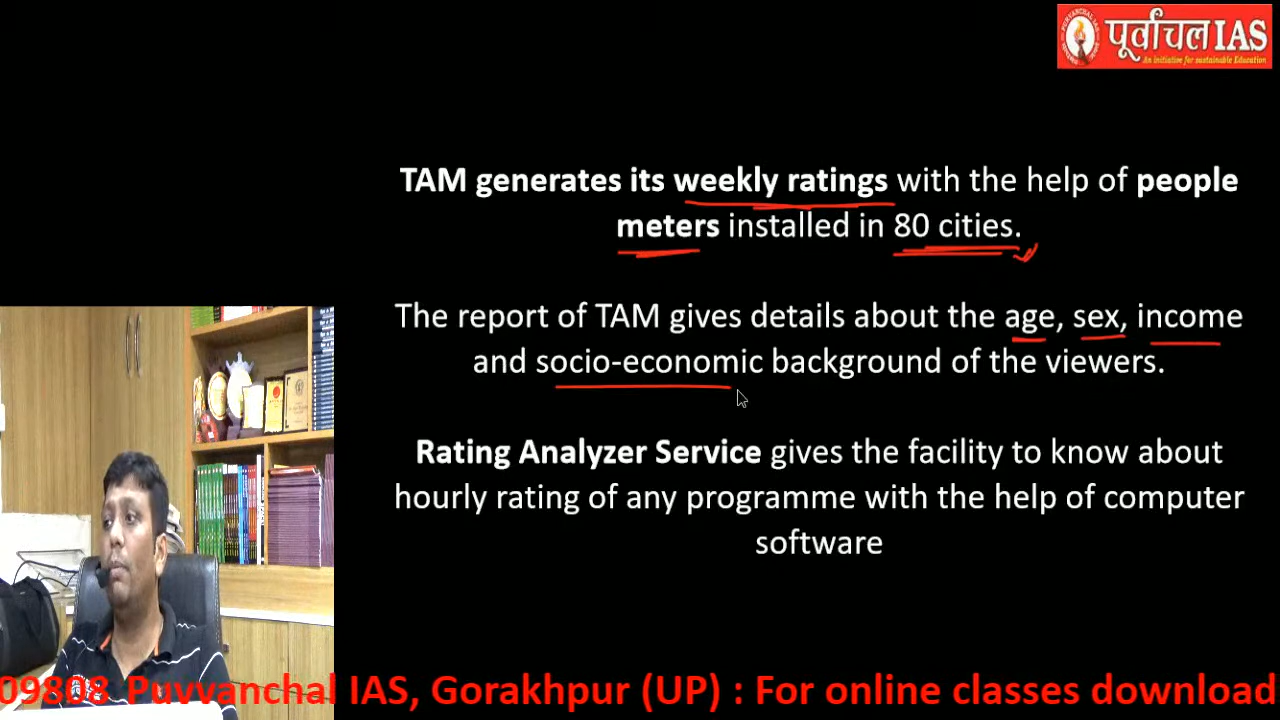 पूर्वांचल IAS
An initiative for sustainable Education
TAM generates its weekly ratings with the help of people
meters installed in 80 cities.
The report of TAM gives details about the age, sex, income
and socio-economic background of the viewers.
Rating Analyzer Service gives the facility to know about
hourly rating of any programme with the help of computer
software
09808 Puvvanchal IAS, Gorakhpur (UP) : For online classes download